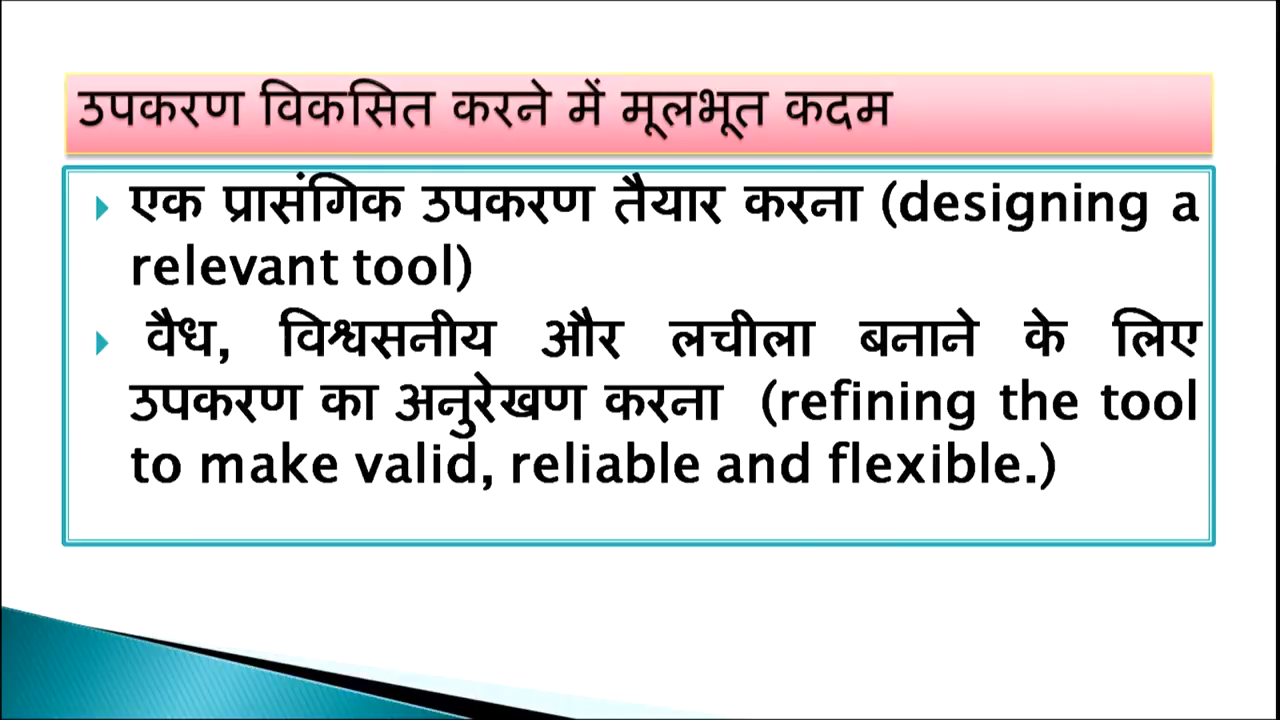 उपकरण विकसित करने में मूलभूत कदम
एक प्रासंगिक उपकरण तैयार करना (designing a
relevant tool)
वैध, विश्वसनीय और लचीला बनाने के लिए
उपकरण का अनुरेखण करना (refining the tool
to make valid, reliable and flexible.)